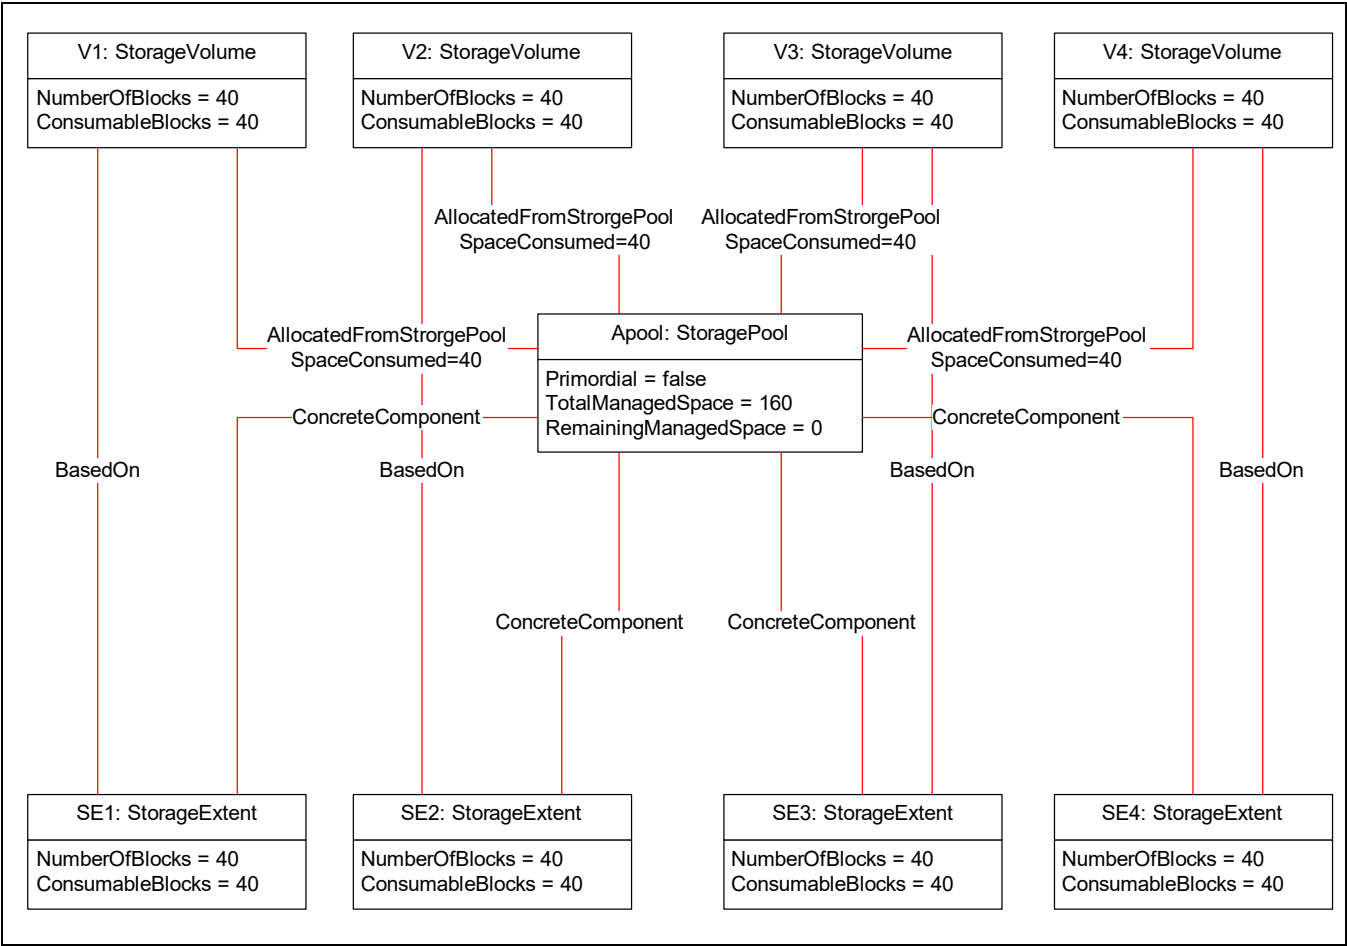 V1: StorageVolume
NumberOfBlocks = 40
ConsumableBlocks = 40
V2: StorageVolume
NumberOfBlocks = 40
ConsumableBlocks = 40
V3: StorageVolume
NumberOfBlocks = 40
ConsumableBlocks = 40
V4: StorageVolume
NumberOfBlocks = 40
ConsumableBlocks = 40
AllocatedFromStrorgePool
SpaceConsumed=40
AllocatedFromStrorgePool
SpaceConsumed=40
AllocatedFromStrorgePool
SpaceConsumed=40
Apool: StoragePool
Primordial = false
TotalManagedSpace = 160
RemainingManagedSpace = 0
AllocatedFromStrorgePool
SpaceConsumed=40
ConcreteComponent
ConcreteComponent
BasedOn
BasedOn
BasedOn
BasedOn
ConcreteComponent
ConcreteComponent
SE1: StorageExtent
NumberOfBlocks = 40
ConsumableBlocks = 40
SE2: StorageExtent
NumberOfBlocks = 40
ConsumableBlocks = 40
SE3: StorageExtent
NumberOfBlocks = 40
ConsumableBlocks = 40
SE4: StorageExtent
NumberOfBlocks = 40
ConsumableBlocks = 40